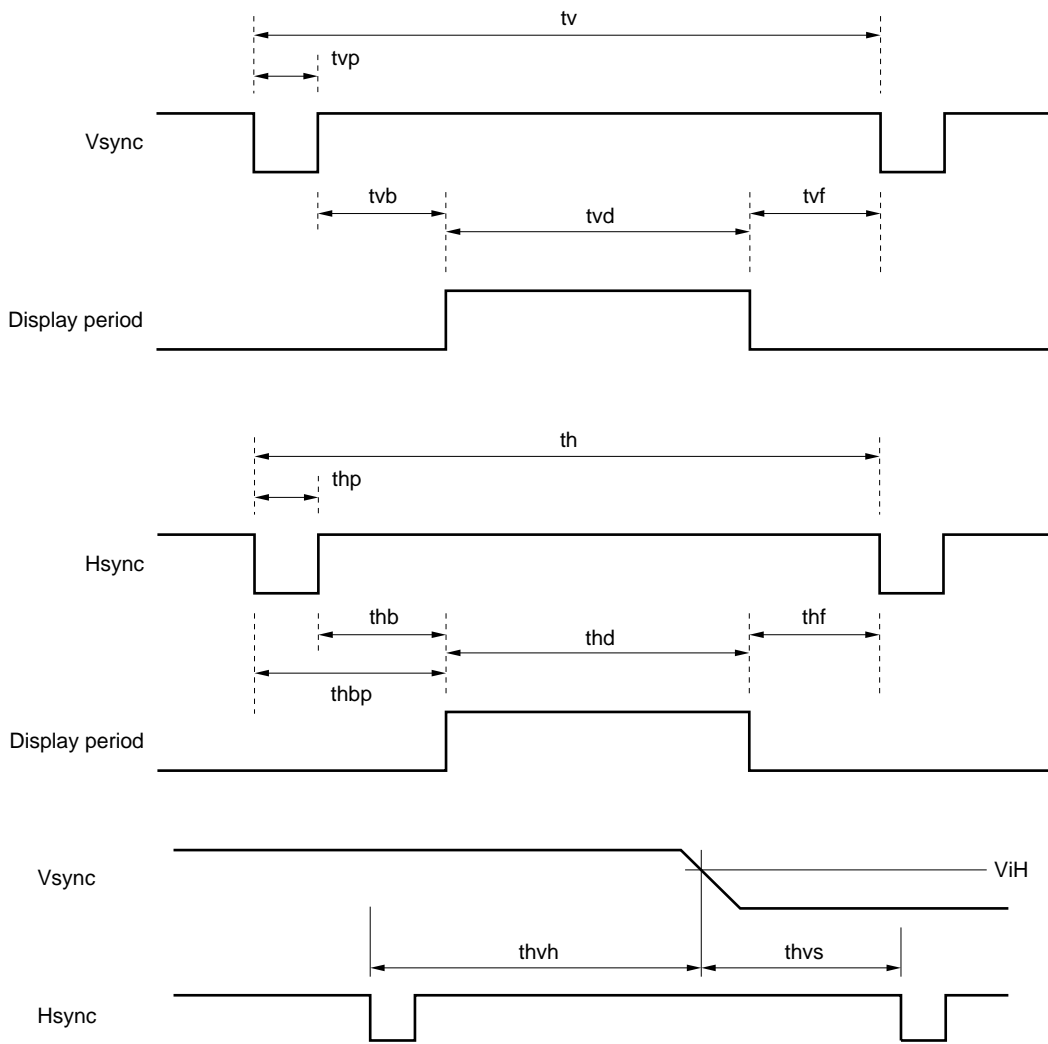 tv
tvp
Vsync
tvb
tvd
tvf
Display period
th
thp
Hsync
thb
thd
thf
thbp
Display period
Vsync
ViH
thvh
thvs
Hsync